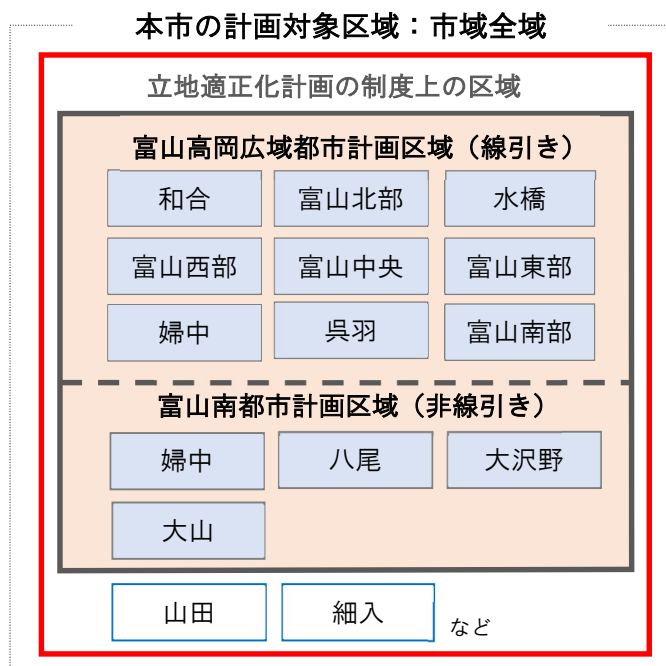 本市の計画対象区域：市域全域
立地適正化計画の制度上の区域
富山高岡広域都市計画区域（線引き）
和合 富山北部 水橋
富山西部 富山中央 富山東部
婦中 呉羽 富山南部
富山南都市計画区域（非線引き）
婦中 八尾 大沢野
大山
山田 細入 など